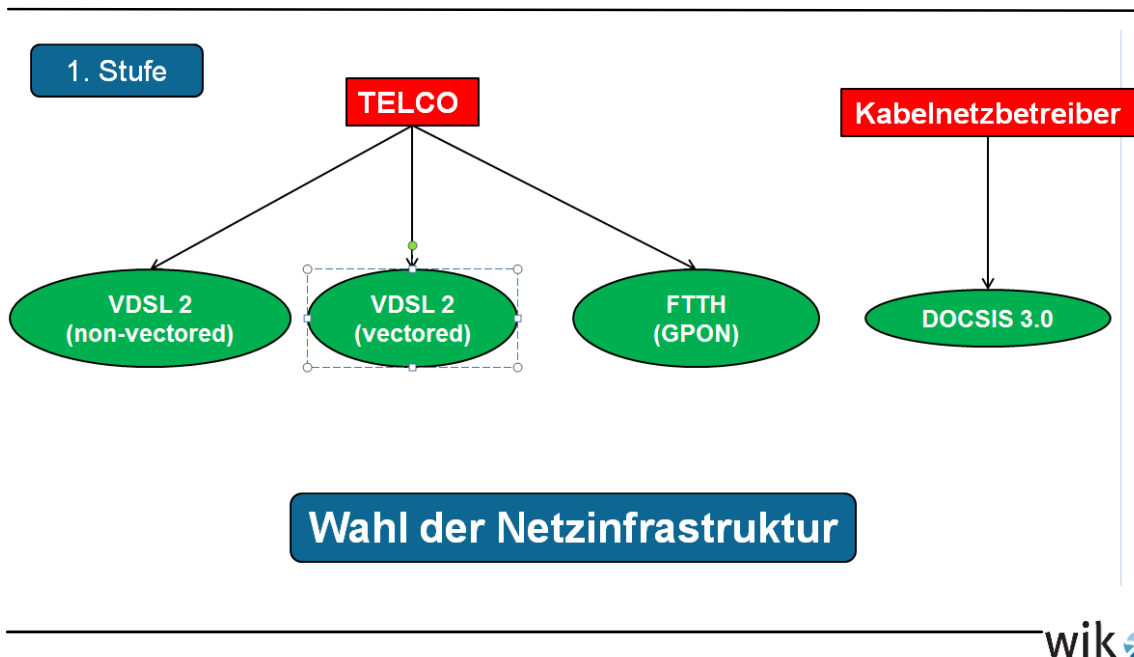 1. Stufe
TELCO
Kabelnetzbetreiber
VDSL 2
(non-vectored)
VDSL 2
(vectored)
FTTH
(GPON)
DOCSIS 3.0
Wahl der Netzinfrastruktur
wik